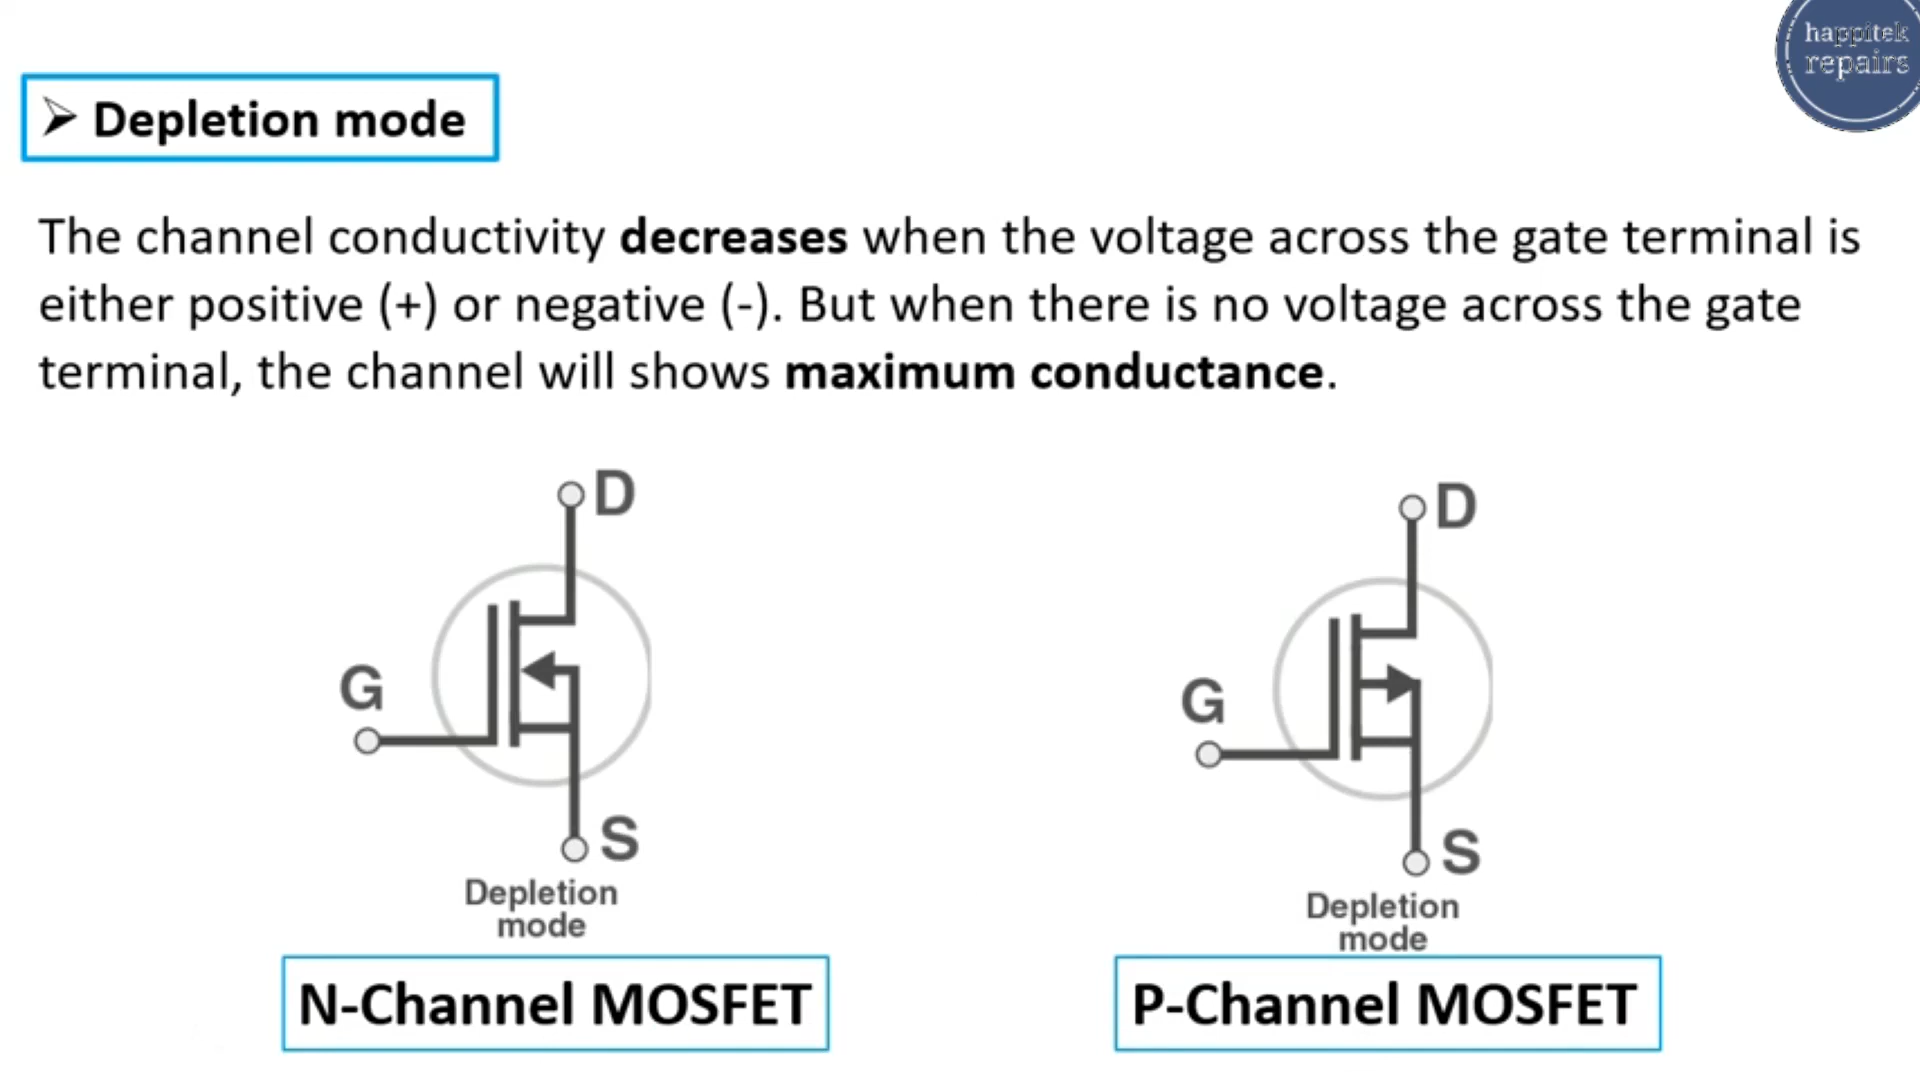 happitek
repairs
➢ Depletion mode
The channel conductivity decreases when the voltage across the gate terminal is
either positive (+) or negative (-). But when there is no voltage across the gate
terminal, the channel will shows maximum conductance.
D
G
S
Depletion
mode
N-Channel MOSFET
D
G
S
Depletion
mode
P-Channel MOSFET